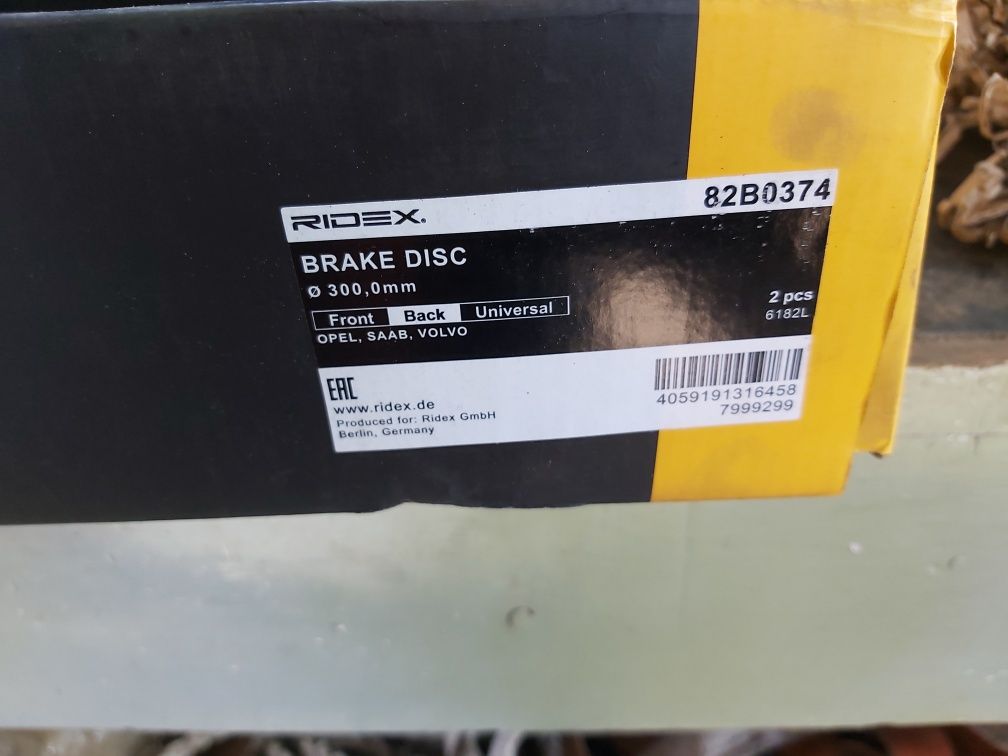 RIDEX. 82B0374
BRAKE DISC
Ø 300,0mm
Front Back Universal
OPEL, SAAB, VOLVO
2 pcs
6182L
EAC
www.ridex.de
Produced for: Ridex GmbH
Berlin, Germany
4059191316458
7999299